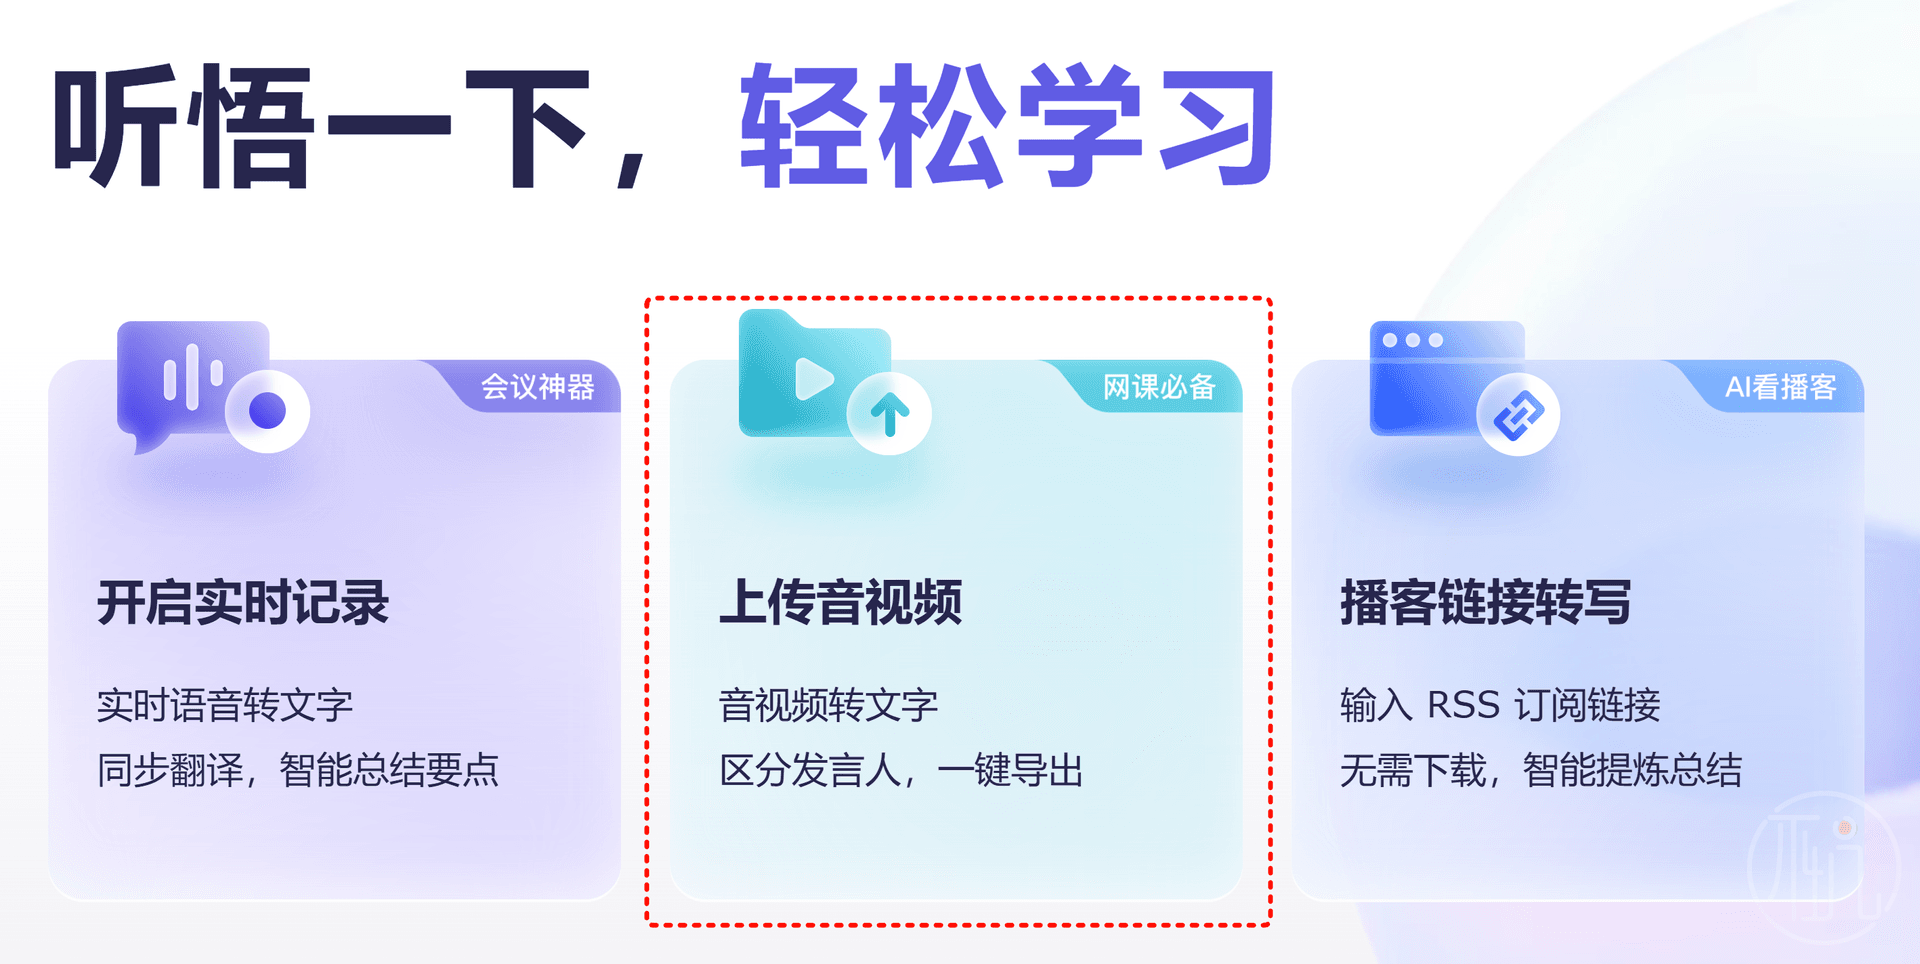 听悟一下，轻松学习
会议神器
开启实时记录
实时语音转文字
同步翻译，智能总结要点
网课必备
上传音视频
音视频转文字
区分发言人，一键导出
AI看播客
播客链接转写
输入 RSS 订阅链接
无需下载，智能提炼总结